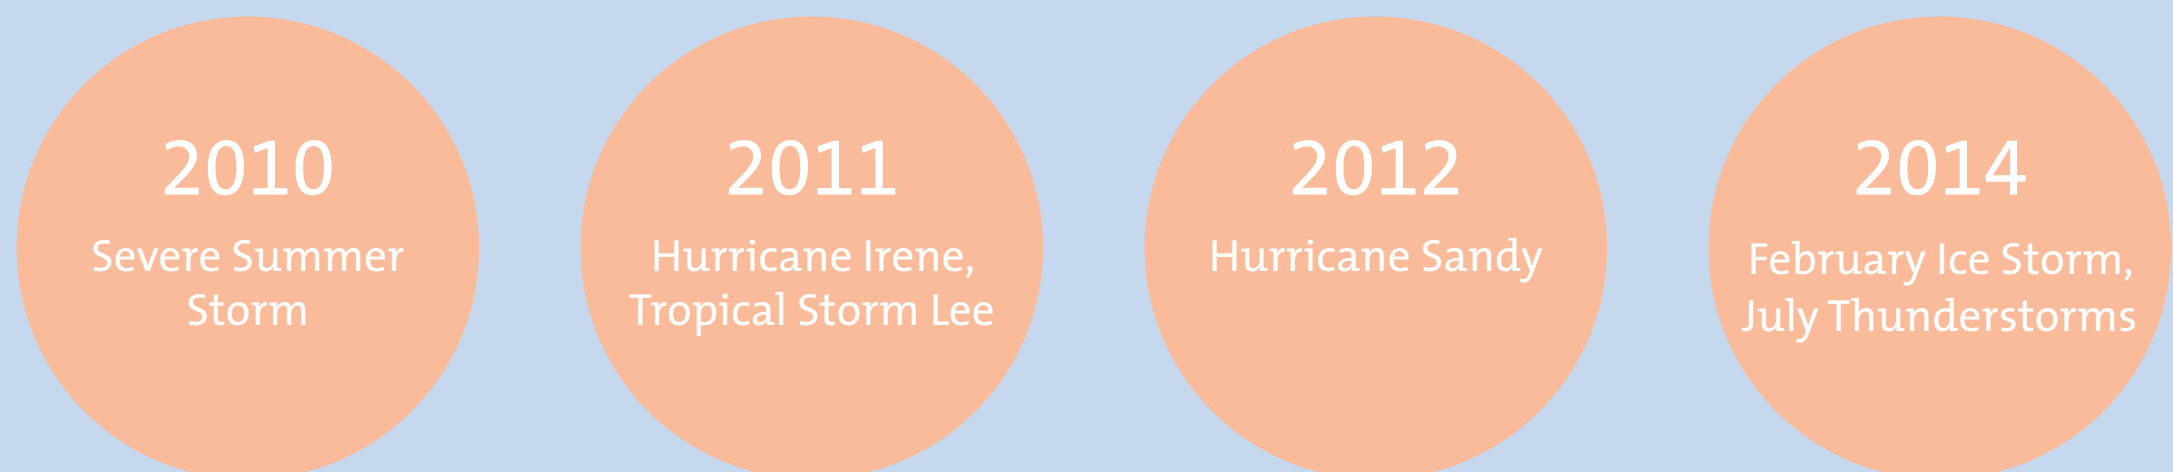 2010
Severe Summer
Storm
2011
Hurricane Irene,
Tropical Storm Lee
2012
Hurricane Sandy
2014
February Ice Storm,
July Thunderstorms